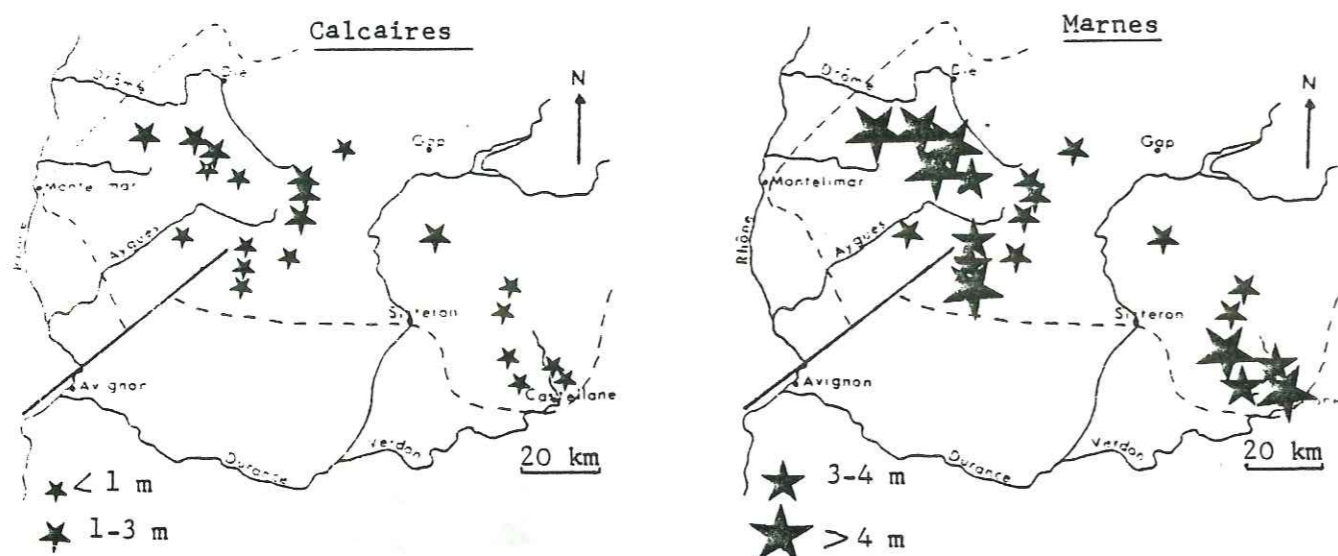 Calcaires
Drôme
Die
N
Gap
Montelimar
Aygues
Sisteron
Avignon
Castellane
Verdon
Durance
20 km
< 1 m
1-3 m
Marnes
Drôme
Die
N
Gap
Montelimar
Rhône
Aygues
Sisteron
Avignon
Verdon
Durance
20 km
3-4 m
> 4 m